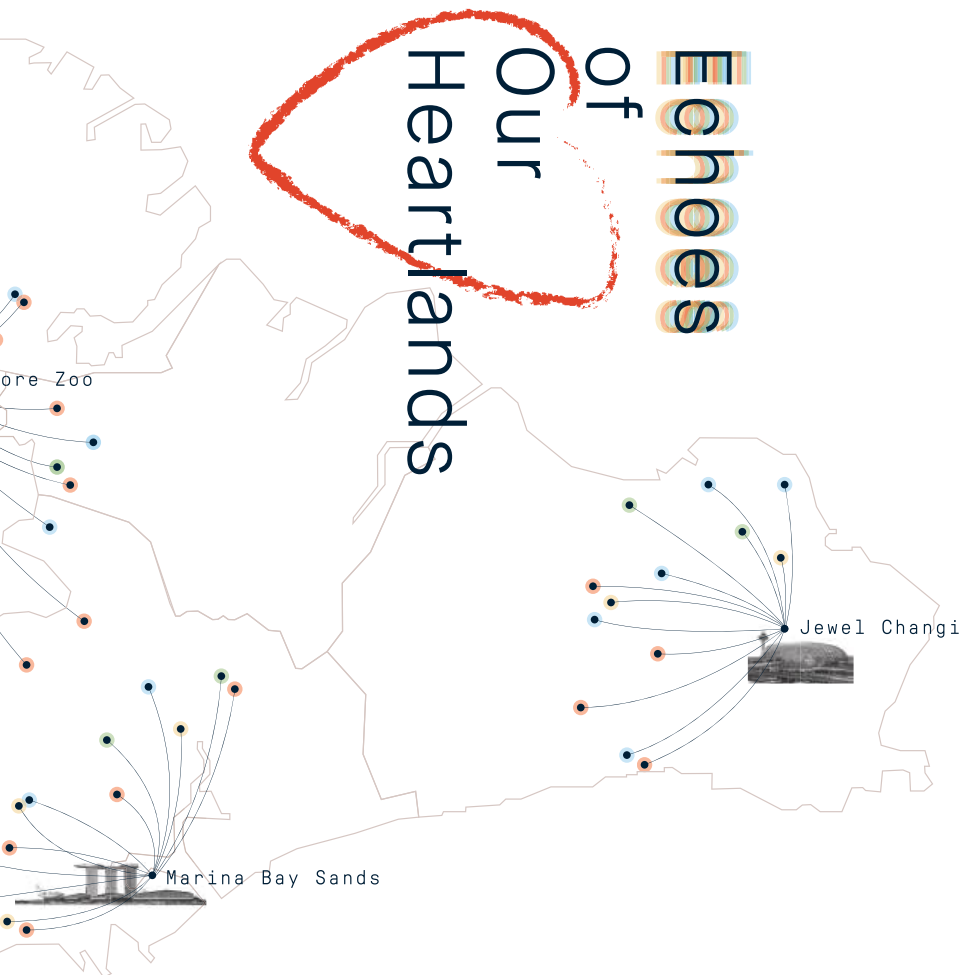 Echoes
of
Our
Heartlands
ore Zoo
Jewel Changi
Marina Bay Sands